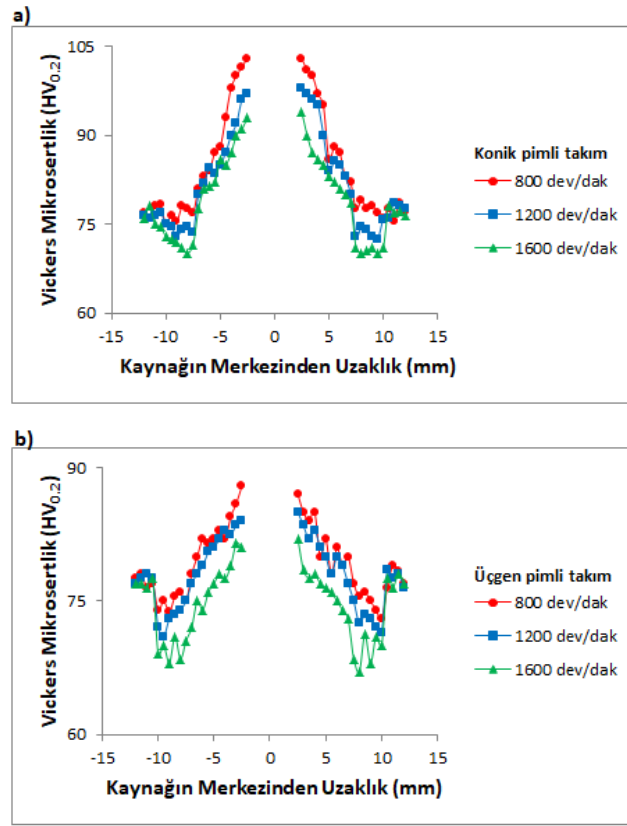 a)
Vickers Mikrosertlik (HV0.2)
105
90
75
60
-15
-10
-5
0
5
10
15
Kaynağın Merkezinden Uzaklık (mm)
Konik pimli takım
800 dev/dak
1200 dev/dak
1600 dev/dak
b)
Vickers Mikrosertlik (HV0.2)
90
75
60
-15
-10
-5
0
5
10
15
Kaynağın Merkezinden Uzaklık (mm)
Üçgen pimli takım
800 dev/dak
1200 dev/dak
1600 dev/dak